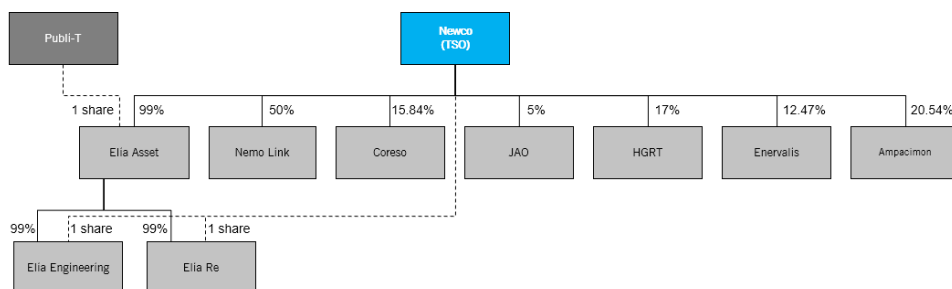 Publi-T
Newco
(TSO)
1 share
99%
50%
15.84%
5%
17%
12.47%
20.54%
Elia Asset
Nemo Link
Coreso
JAO
HGRT
Enervalis
Ampacimon
99%
1 share
99%
1 share
Elia Engineering
Elia Re